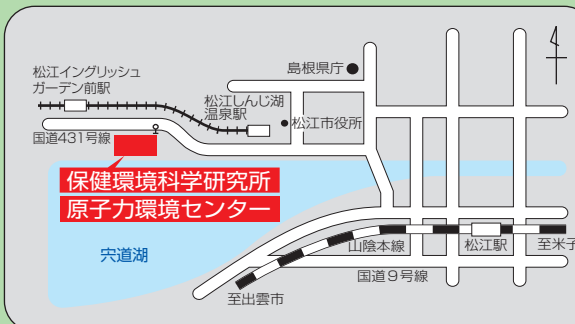 島根県庁
松江イングリッシュ
ガーデン前駅
松江しんじ湖
温泉駅
松江市役所
国道431号線
保健環境科学研究所
原子力環境センター
宍道湖
山陰本線
松江駅
至米子
国道9号線
至出雲市